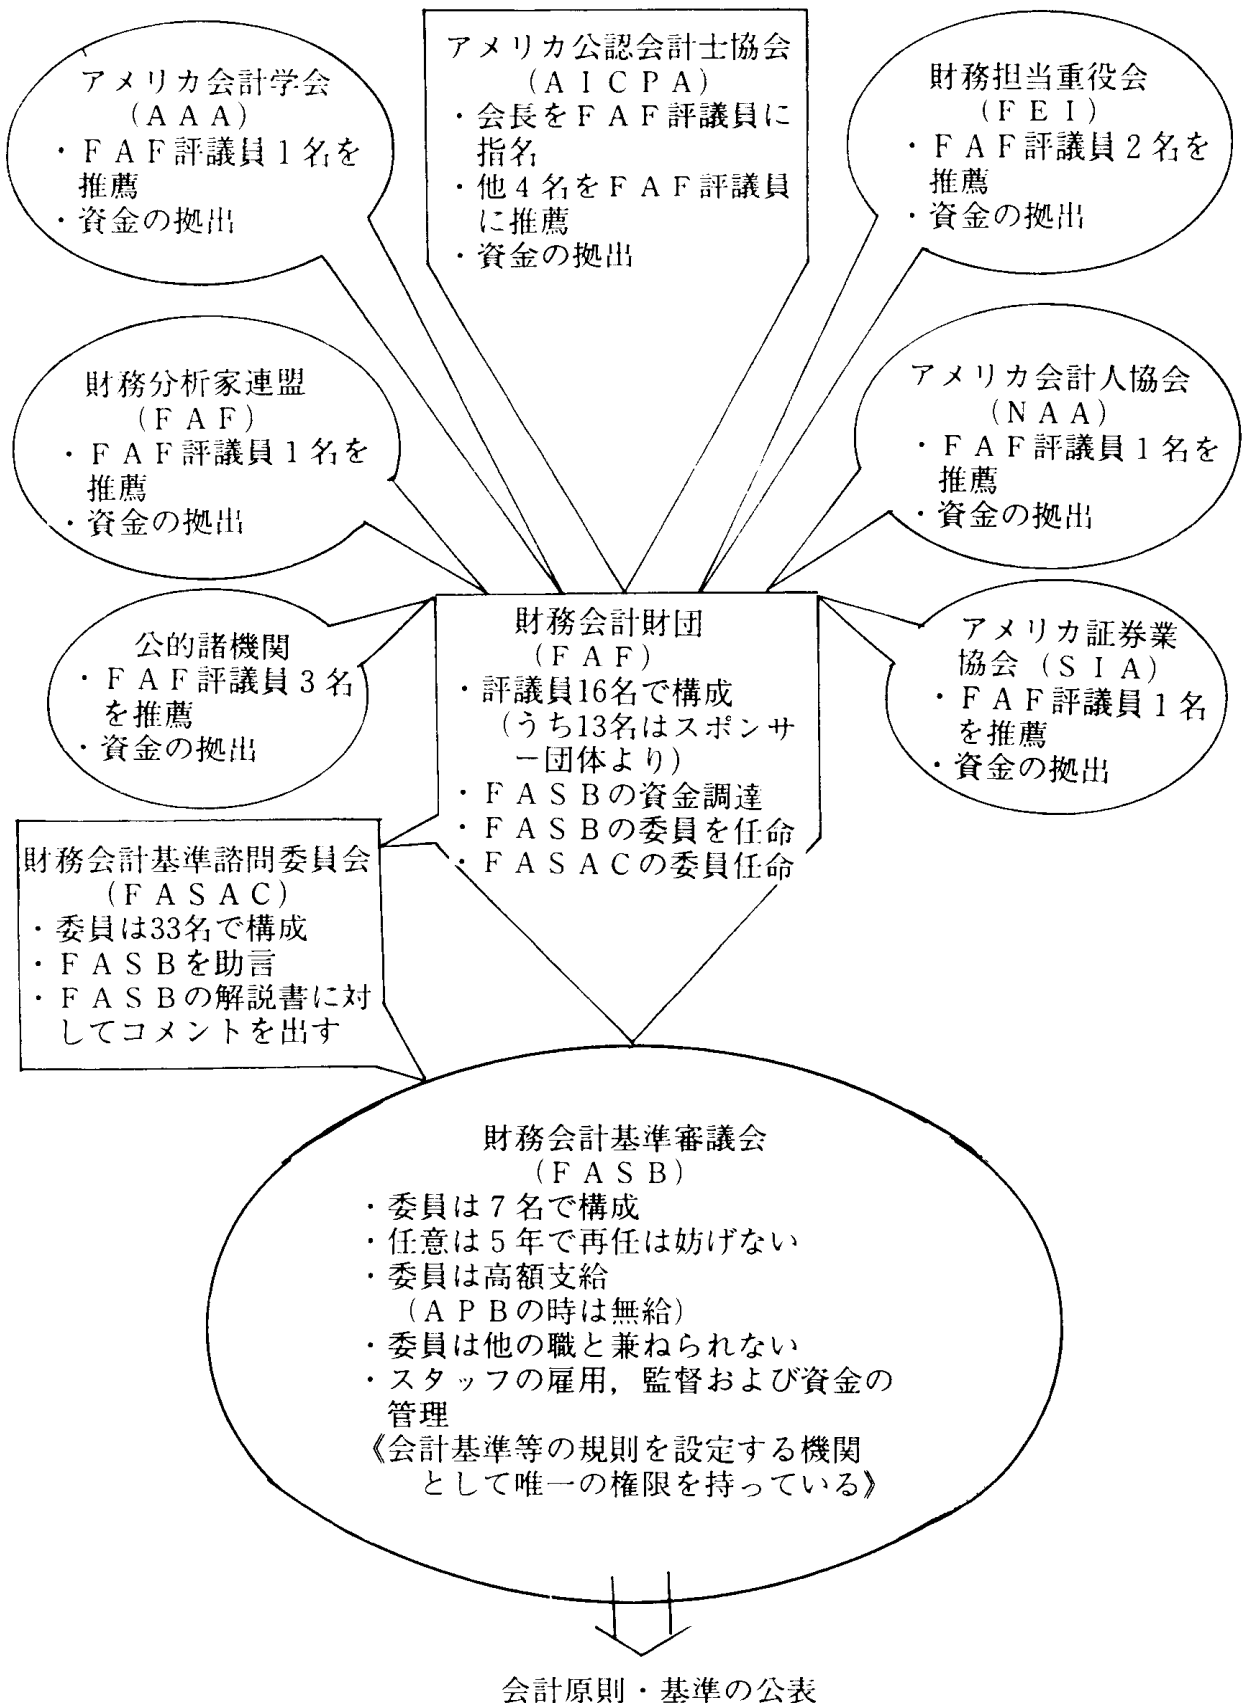 アメリカ会計学会
(AAA)
・FAF評議員1名を
推薦
・資金の拠出
アメリカ公認会計士協会
(AICPA)
・会長をFAF評議員に
指名
・他4名をFAF評議員
に推薦
・資金の拠出
財務担当重役会
(FEI)
・FAF評議員2名を
推薦
・資金の拠出
財務分析家連盟
(FAF)
・FAF評議員1名を
推薦
・資金の拠出
アメリカ会計人協会
(NAA)
・FAF評議員1名を
推薦
・資金の拠出
公的諸機関
・FAF評議員3名
を推薦
・資金の拠出
財務会計財団
(FAF)
・評議員16名で構成
(うち13名はスポンサ
ー団体より)
・FASBの資金調達
・FASBの委員を任命
・FASACの委員任命
アメリカ証券業
協会(SIA)
・FAF評議員1名
を推薦
・資金の拠出
財務会計基準諮問委員会
(FASAC)
・委員は33名で構成
・FASBを助言
・FASBの解説書に対
してコメントを出す
財務会計基準審議会
(FASB)
・委員は7名で構成
・任意は5年で再任は妨げない
・委員は高額支給
(APBの時は無給)
・委員は他の職と兼ねられない
・スタッフの雇用,監督および資金の
管理
《会計基準等の規則を設定する機関
として唯一の権限を持っている》
会計原則・基準の公表